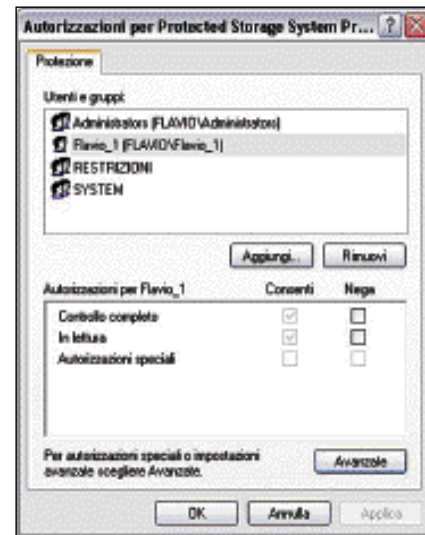 Autorizzazioni per Protected Storage System Pr...
Protezione
Utenti e gruppi:
Administrators (FLAVIO\Administrators)
Flavio_1 (FLAVIO\Flavio_1)
RESTRIZIONI
SYSTEM
Aggiungi... Rimuovi
Autorizzazioni per Flavio_1 Consenti Nega
Controllo completo
In lettura
Autorizzazioni speciali
Per autorizzazioni speciali o impostazioni
avanzate scegliere Avanzate. Avanzate
OK Annulla Applica